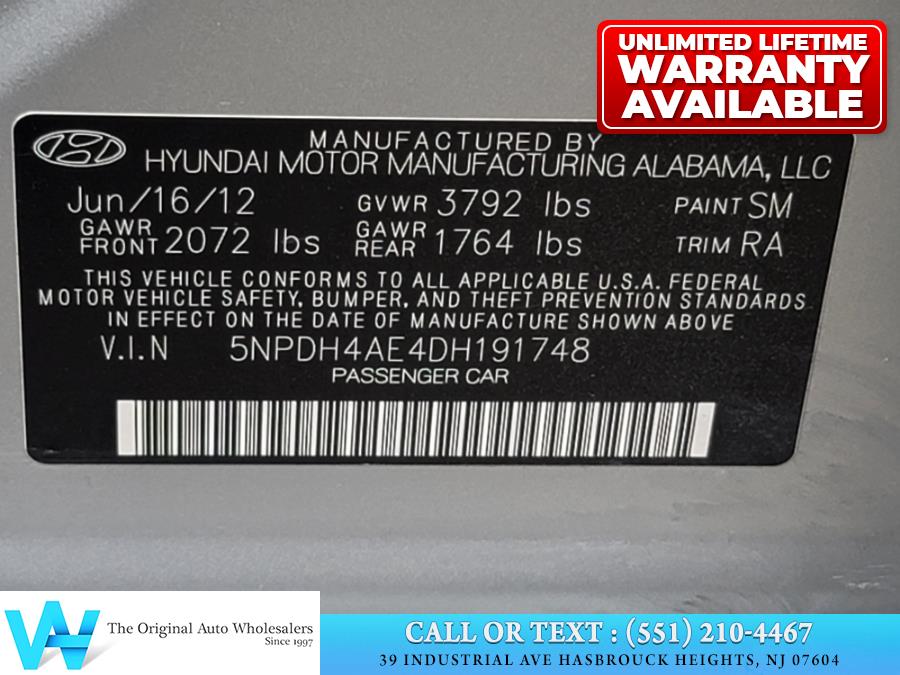 UNLIMITED LIFETIME
WARRANTY
AVAILABLE
MANUFACTURED BY
HYUNDAI MOTOR MANUFACTURING ALABAMA, LLC
Jun/16/12 GVWR 3792 lbs PAINT SM
GAWR FRONT 2072 lbs GAWR REAR 1764 lbs TRIM RA
THIS VEHICLE CONFORMS TO ALL APPLICABLE U.S.A. FEDERAL
MOTOR VEHICLE SAFETY, BUMPER, AND THEFT PREVENTION STANDARDS
IN EFFECT ON THE DATE OF MANUFACTURE SHOWN ABOVE
V.I.N 5NPDH4AE4DH191748
PASSENGER CAR
The Original Auto Wholesalers
Since 1997
CALL OR TEXT : (551) 210-4467
39 INDUSTRIAL AVE HASBROUCK HEIGHTS, NJ 07604